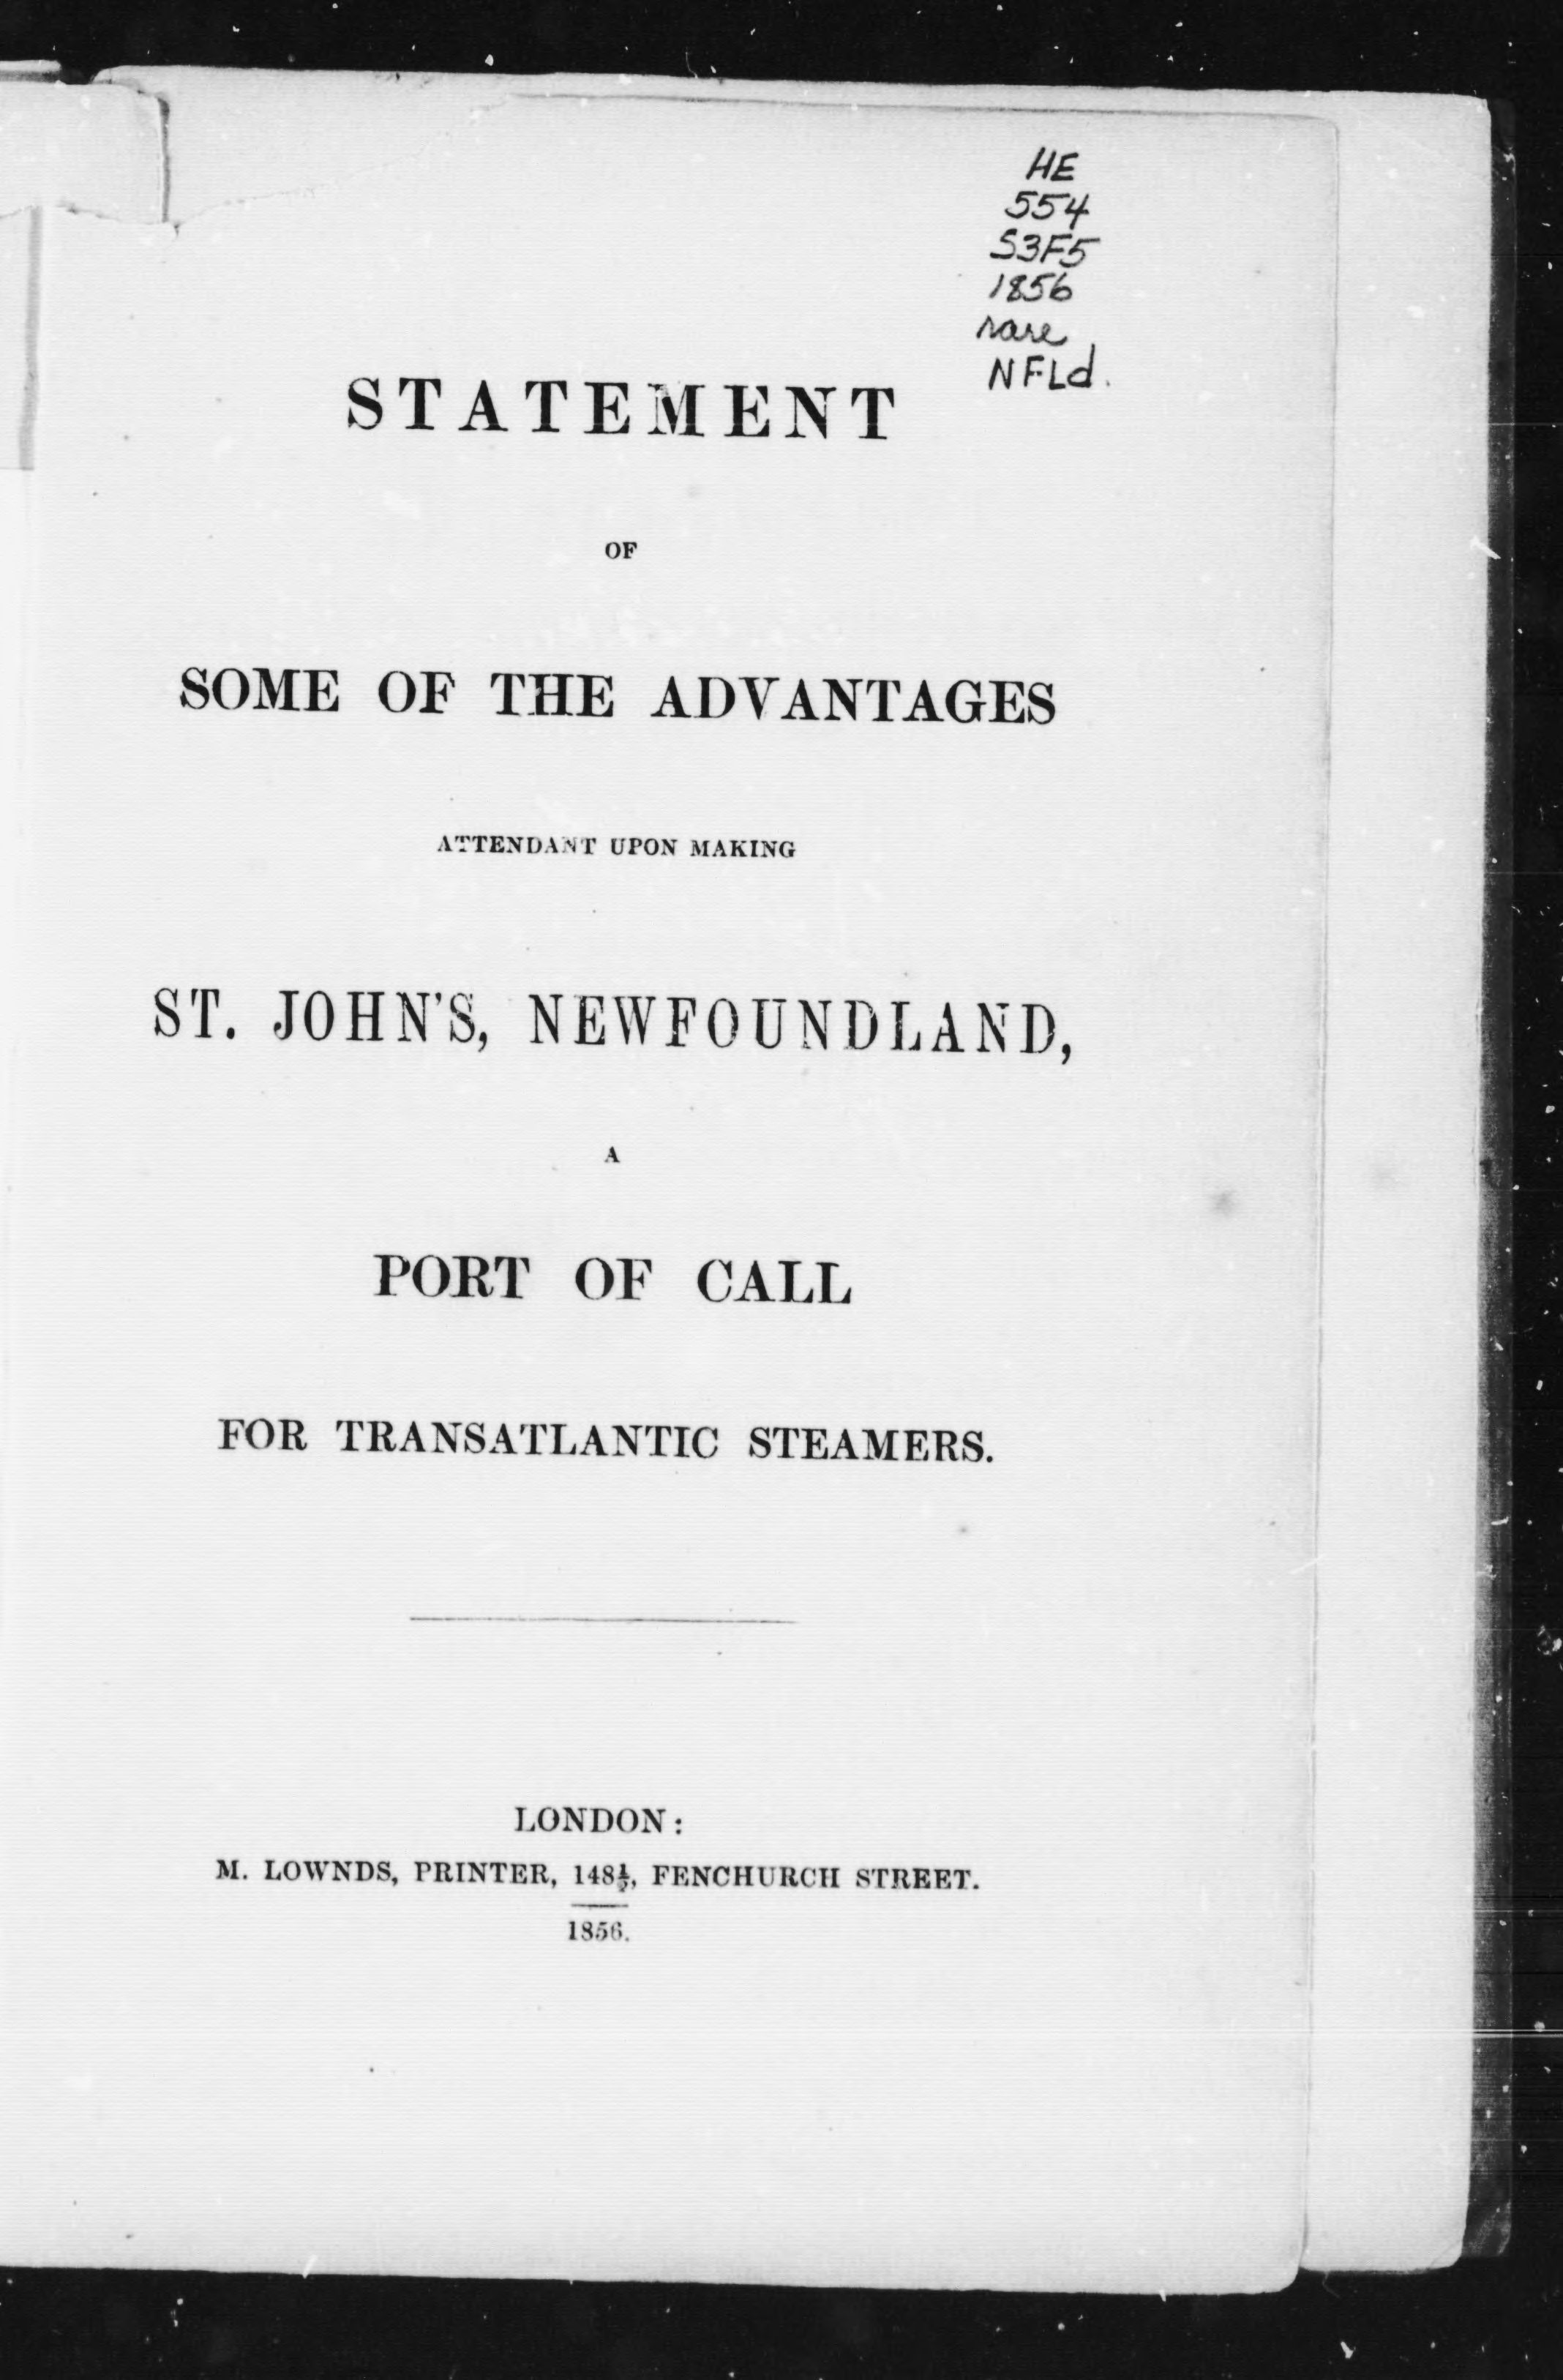 HE
554
S3F5
1856
rare
NFLd.
STATEMENT
OF
SOME OF THE ADVANTAGES
ATTENDANT UPON MAKING
ST. JOHN'S, NEWFOUNDLAND,
A
PORT OF CALL
FOR TRANSATLANTIC STEAMERS.
LONDON:
M. LOWNDS, PRINTER, 148½, FENCHURCH STREET.
1856.